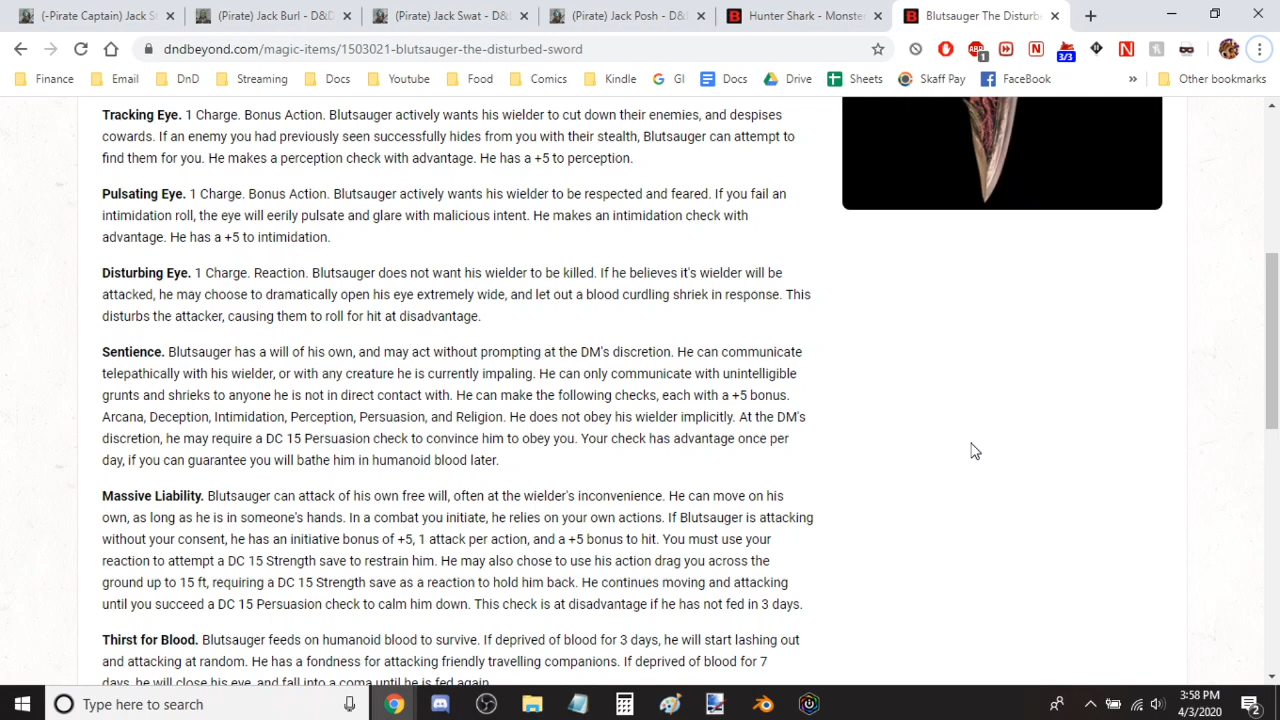 (-Pirate Captain) Jack S
(Pirate) Jack Burn - D&D
(Pirate) Jack Swash - D&
(Pirate) Jack Posh - D&
Hunter Shark - Monster
Blutsauger The Disturbe
dndbeyond.com/magic-items/1503021-blutsauger-the-disturbed-sword
ABP 1 N 3/3 N
Finance Email DnD Streaming Docs Youtube Food Comics Kindle GI Docs Drive Sheets Skaff Pay FaceBook » Other bookmarks
Tracking Eye. 1 Charge. Bonus Action. Blutsauger actively wants his wielder to cut down their enemies, and despises
cowards. If an enemy you had previously seen successfully hides from you with their stealth, Blutsauger can attempt to
find them for you. He makes a perception check with advantage. He has a +5 to perception.
Pulsating Eye. 1 Charge. Bonus Action. Blutsauger actively wants his wielder to be respected and feared. If you fail an
intimidation roll, the eye will eerily pulsate and glare with malicious intent. He makes an intimidation check with
advantage. He has a +5 to intimidation.
Disturbing Eye. 1 Charge. Reaction. Blutsauger does not want his wielder to be killed. If he believes it's wielder will be
attacked, he may choose to dramatically open his eye extremely wide, and let out a blood curdling shriek in response. This
disturbs the attacker, causing them to roll for hit at disadvantage.
Sentience. Blutsauger has a will of his own, and may act without prompting at the DM's discretion. He can communicate
telepathically with his wielder, or with any creature he is currently impaling. He can only communicate with unintelligible
grunts and shrieks to anyone he is not in direct contact with. He can make the following checks, each with a +5 bonus.
Arcana, Deception, Intimidation, Perception, Persuasion, and Religion. He does not obey his wielder implicitly. At the DM's
discretion, he may require a DC 15 Persuasion check to convince him to obey you. Your check has advantage once per
day, if you can guarantee you will bathe him in humanoid blood later.
Massive Liability. Blutsauger can attack of his own free will, often at the wielder's inconvenience. He can move on his
own, as long as he is in someone's hands. In a combat you initiate, he relies on your own actions. If Blutsauger is attacking
without your consent, he has an initiative bonus of +5, 1 attack per action, and a +5 bonus to hit. You must use your
reaction to attempt a DC 15 Strength save to restrain him. He may also chose to use his action drag you across the
ground up to 15 ft, requiring a DC 15 Strength save as a reaction to hold him back. He continues moving and attacking
until you succeed a DC 15 Persuasion check to calm him down. This check is at disadvantage if he has not fed in 3 days.
Thirst for Blood. Blutsauger feeds on humanoid blood to survive. If deprived of blood for 3 days, he will start lashing out
and attacking at random. He has a fondness for attacking friendly travelling companions. If deprived of blood for 7
days, he will close his eye, and fall into a coma until he is fed again.
Type here to search
3:58 PM
4/3/2020
2